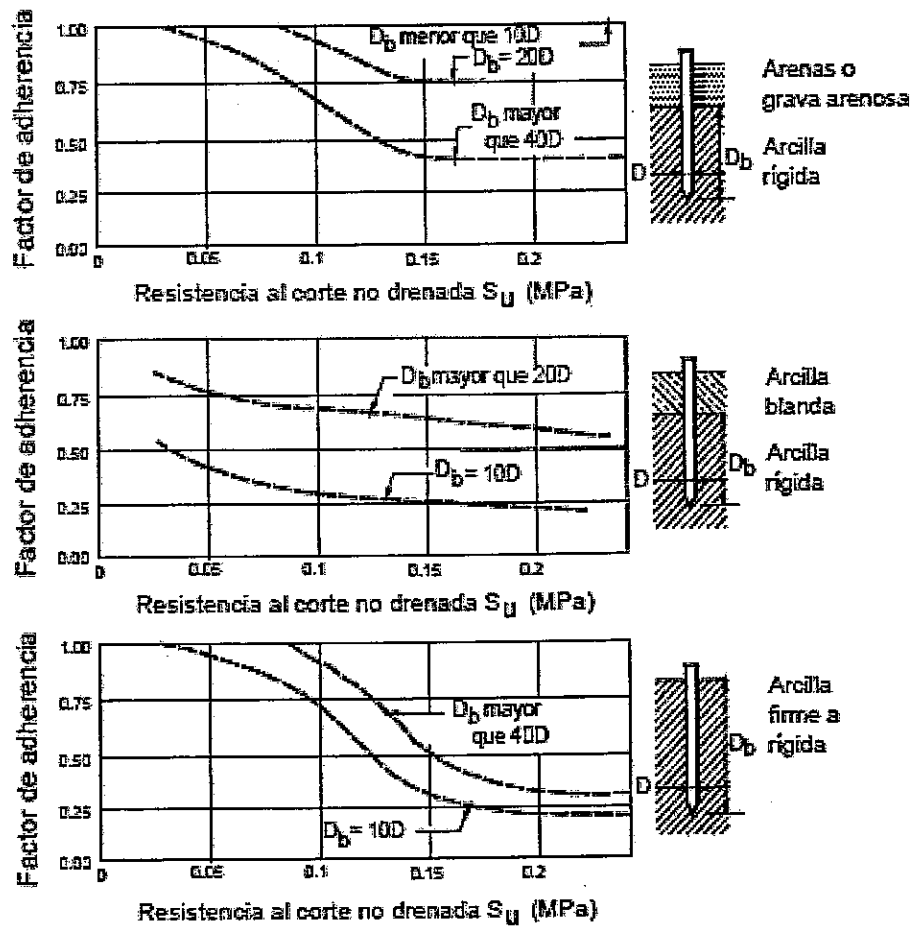 Factor de adherencia
1.00
0.75
0.50
0.25
0.00
0
0.05
0.1
0.15
0.2
Resistencia al corte no drenada Su (MPa)
Db menor que 10D
Db = 20D
Db mayor
que 40D
Arenas o
grava arenosa
D
Db
Arcilla
rígida
Factor de adherencia
1.00
0.75
0.50
0.25
0.00
0
0.05
0.1
0.15
0.2
Resistencia al corte no drenada Su (MPa)
Db mayor que 20D
Db = 10D
Arcilla
blanda
D
Db
Arcilla
rígida
Factor de adherencia
1.00
0.75
0.50
0.25
0.00
0
0.05
0.1
0.15
0.2
Resistencia al corte no drenada Su (MPa)
Db mayor
que 40D
Db = 10D
Arcilla
firme a
rígida
D
Db